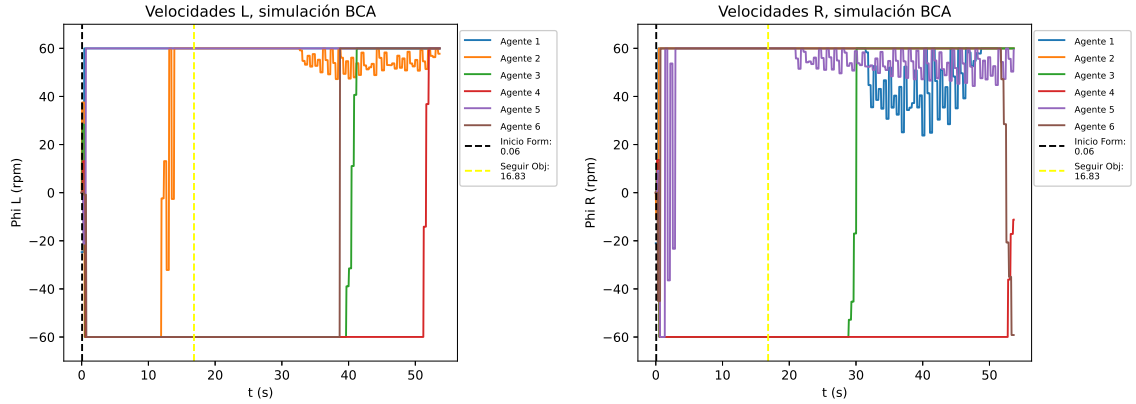 Velocidades L, simulación BCA
Phi L (rpm)
60
40
20
0
−20
−40
−60
0
10
20
30
40
50
t (s)
Agente 1
Agente 2
Agente 3
Agente 4
Agente 5
Agente 6
Inicio Form:
0.06
Seguir Obj:
16.83
Velocidades R, simulación BCA
Phi R (rpm)
60
40
20
0
−20
−40
−60
0
10
20
30
40
50
t (s)
Agente 1
Agente 2
Agente 3
Agente 4
Agente 5
Agente 6
Inicio Form:
0.06
Seguir Obj:
16.83